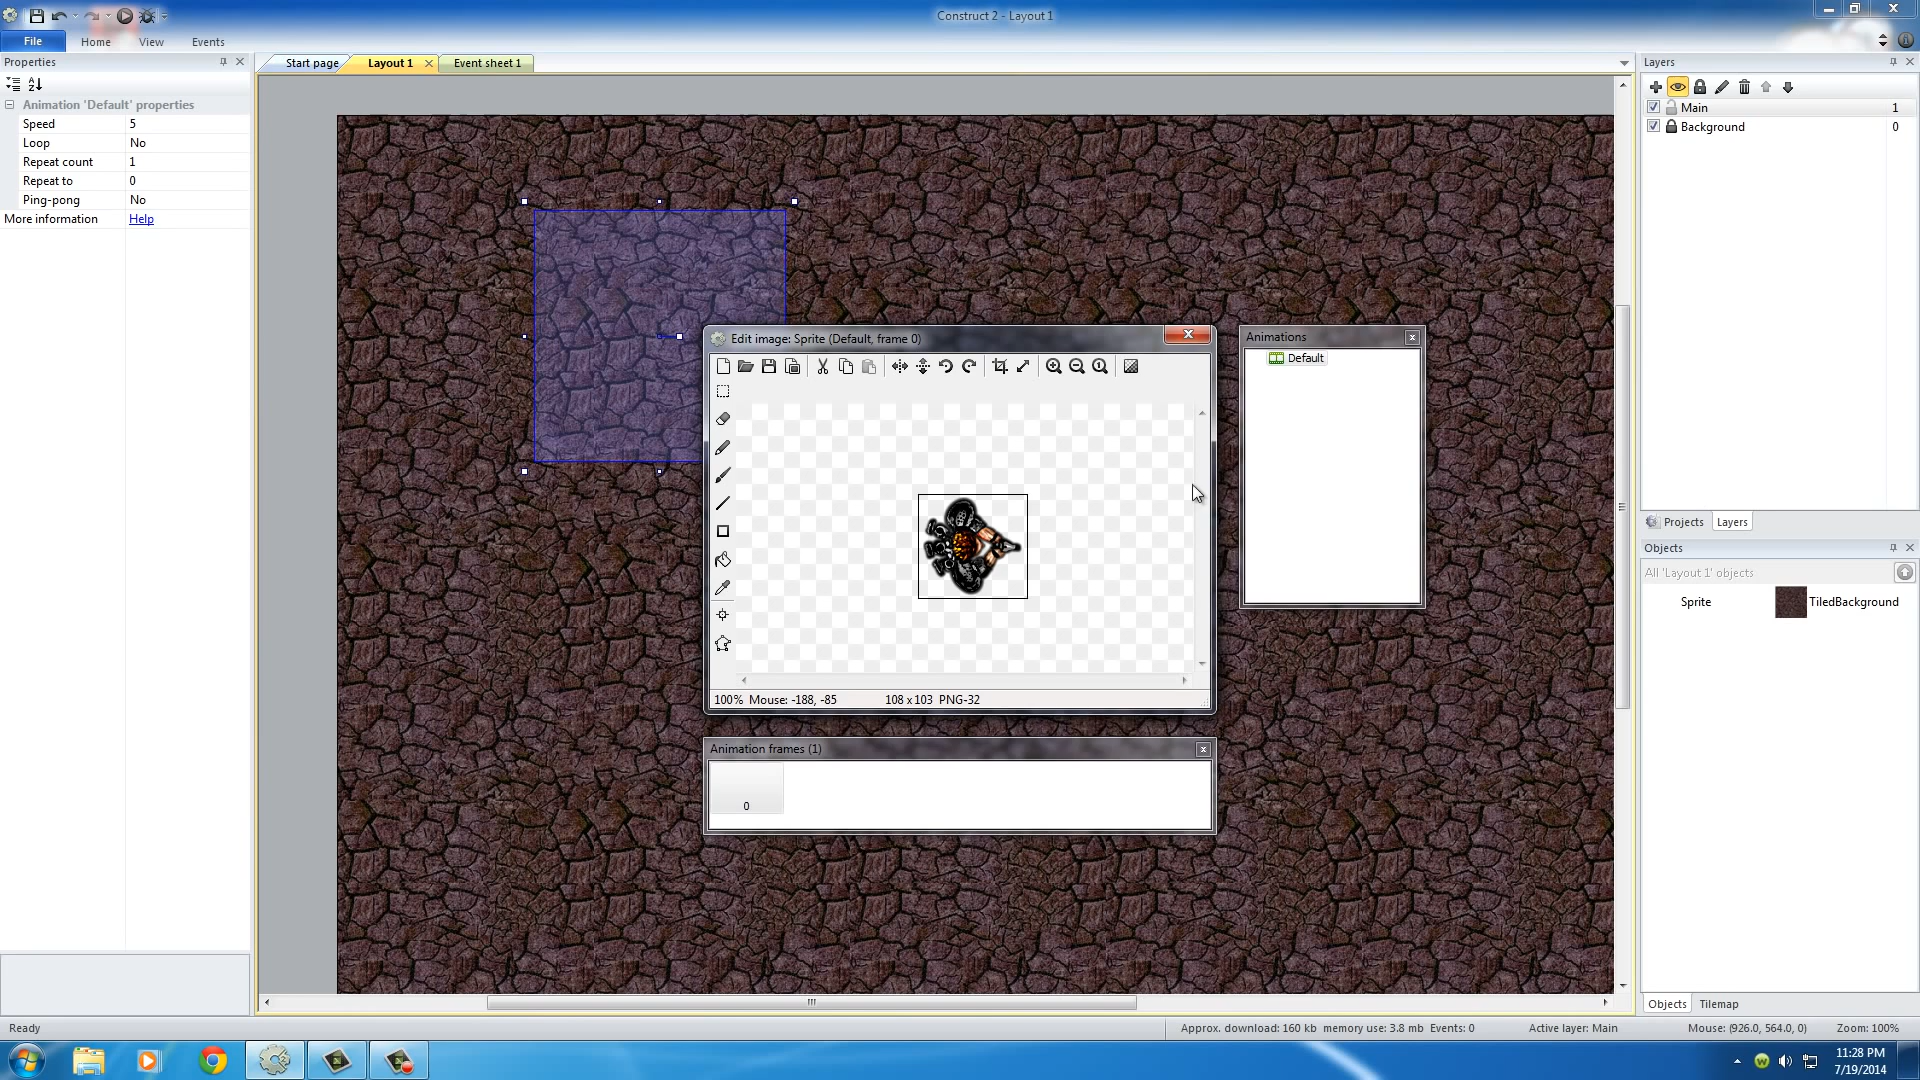 Construct 2 - Layout 1
File Home View Events
Properties
Start page Layout 1 Event sheet 1
Animation 'Default' properties
Speed 5
Loop No
Repeat count 1
Repeat to 0
Ping-pong No
More information Help
Edit image: Sprite (Default, frame 0)
100% Mouse: -188, -85 108 x 103 PNG-32
Animations
Default
Animation frames (1)
0
Layers
Main 1
Background 0
Projects Layers
Objects
All 'Layout 1' objects
Sprite TiledBackground
Objects Tilemap
Ready Approx. download: 160 kb memory use: 3.8 mb Events: 0 Active layer: Main Mouse: (926.0, 564.0, 0) Zoom: 100%
11:28 PM
7/19/2014